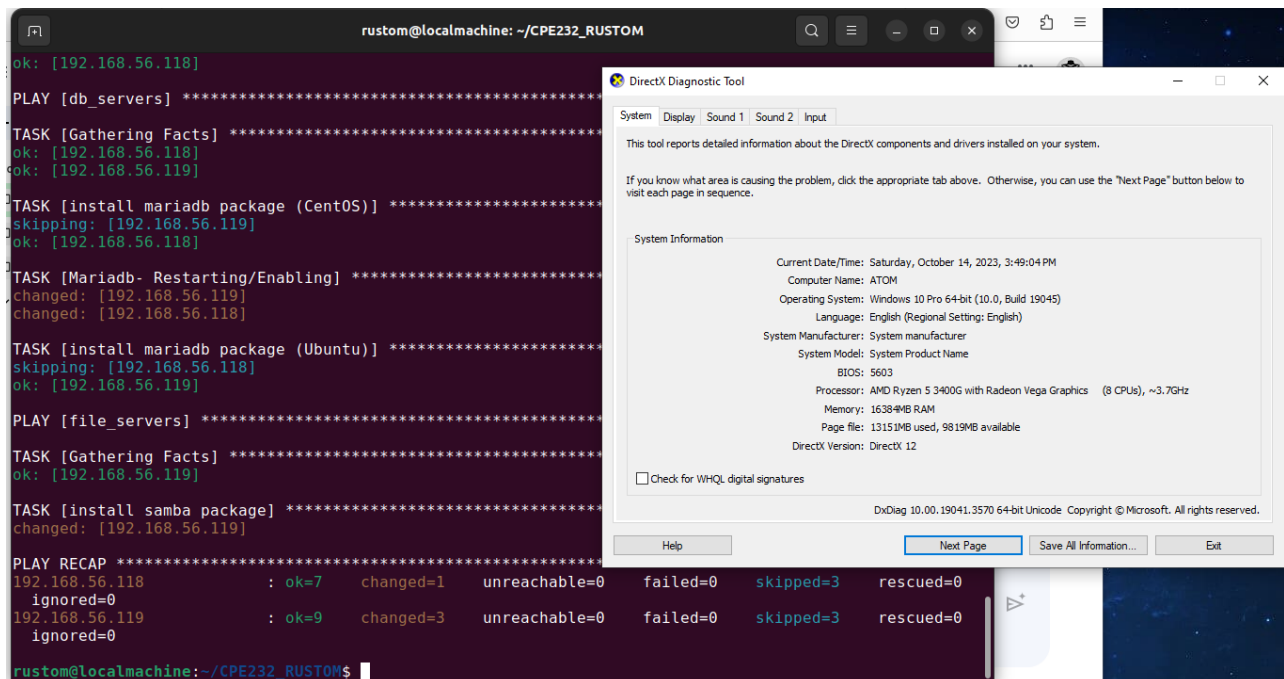 rustom@localmachine: ~/CPE232_RUSTOM
ok: [192.168.56.118]
PLAY [db_servers] *****************************************************
TASK [Gathering Facts] ***********************************************
ok: [192.168.56.118]
ok: [192.168.56.119]
TASK [install mariadb package (CentOS)] ***************************
skipping: [192.168.56.119]
ok: [192.168.56.118]
TASK [Mariadb- Restarting/Enabling] ********************************
changed: [192.168.56.119]
changed: [192.168.56.118]
TASK [install mariadb package (Ubuntu)] ***************************
skipping: [192.168.56.118]
ok: [192.168.56.119]
PLAY [file_servers] **************************************************
TASK [Gathering Facts] ***********************************************
ok: [192.168.56.119]
TASK [install samba package] ****************************************
changed: [192.168.56.119]
PLAY RECAP ************************************************************
192.168.56.118 : ok=7 changed=1 unreachable=0 failed=0 skipped=3 rescued=0
ignored=0
192.168.56.119 : ok=9 changed=3 unreachable=0 failed=0 skipped=3 rescued=0
ignored=0
rustom@localmachine:~/CPE232_RUSTOM$
DirectX Diagnostic Tool
System Display Sound 1 Sound 2 Input
This tool reports detailed information about the DirectX components and drivers installed on your system.
If you know what area is causing the problem, click the appropriate tab above. Otherwise, you can use the "Next Page" button below to
visit each page in sequence.
System Information
Current Date/Time: Saturday, October 14, 2023, 3:49:04 PM
Computer Name: ATOM
Operating System: Windows 10 Pro 64-bit (10.0, Build 19045)
Language: English (Regional Setting: English)
System Manufacturer: System manufacturer
System Model: System Product Name
BIOS: 5603
Processor: AMD Ryzen 5 3400G with Radeon Vega Graphics (8 CPUs), ~3.7GHz
Memory: 16384MB RAM
Page file: 13151MB used, 9819MB available
DirectX Version: DirectX 12
Check for WHQL digital signatures
DxDiag 10.00.19041.3570 64-bit Unicode Copyright © Microsoft. All rights reserved.
Help Next Page Save All Information... Exit